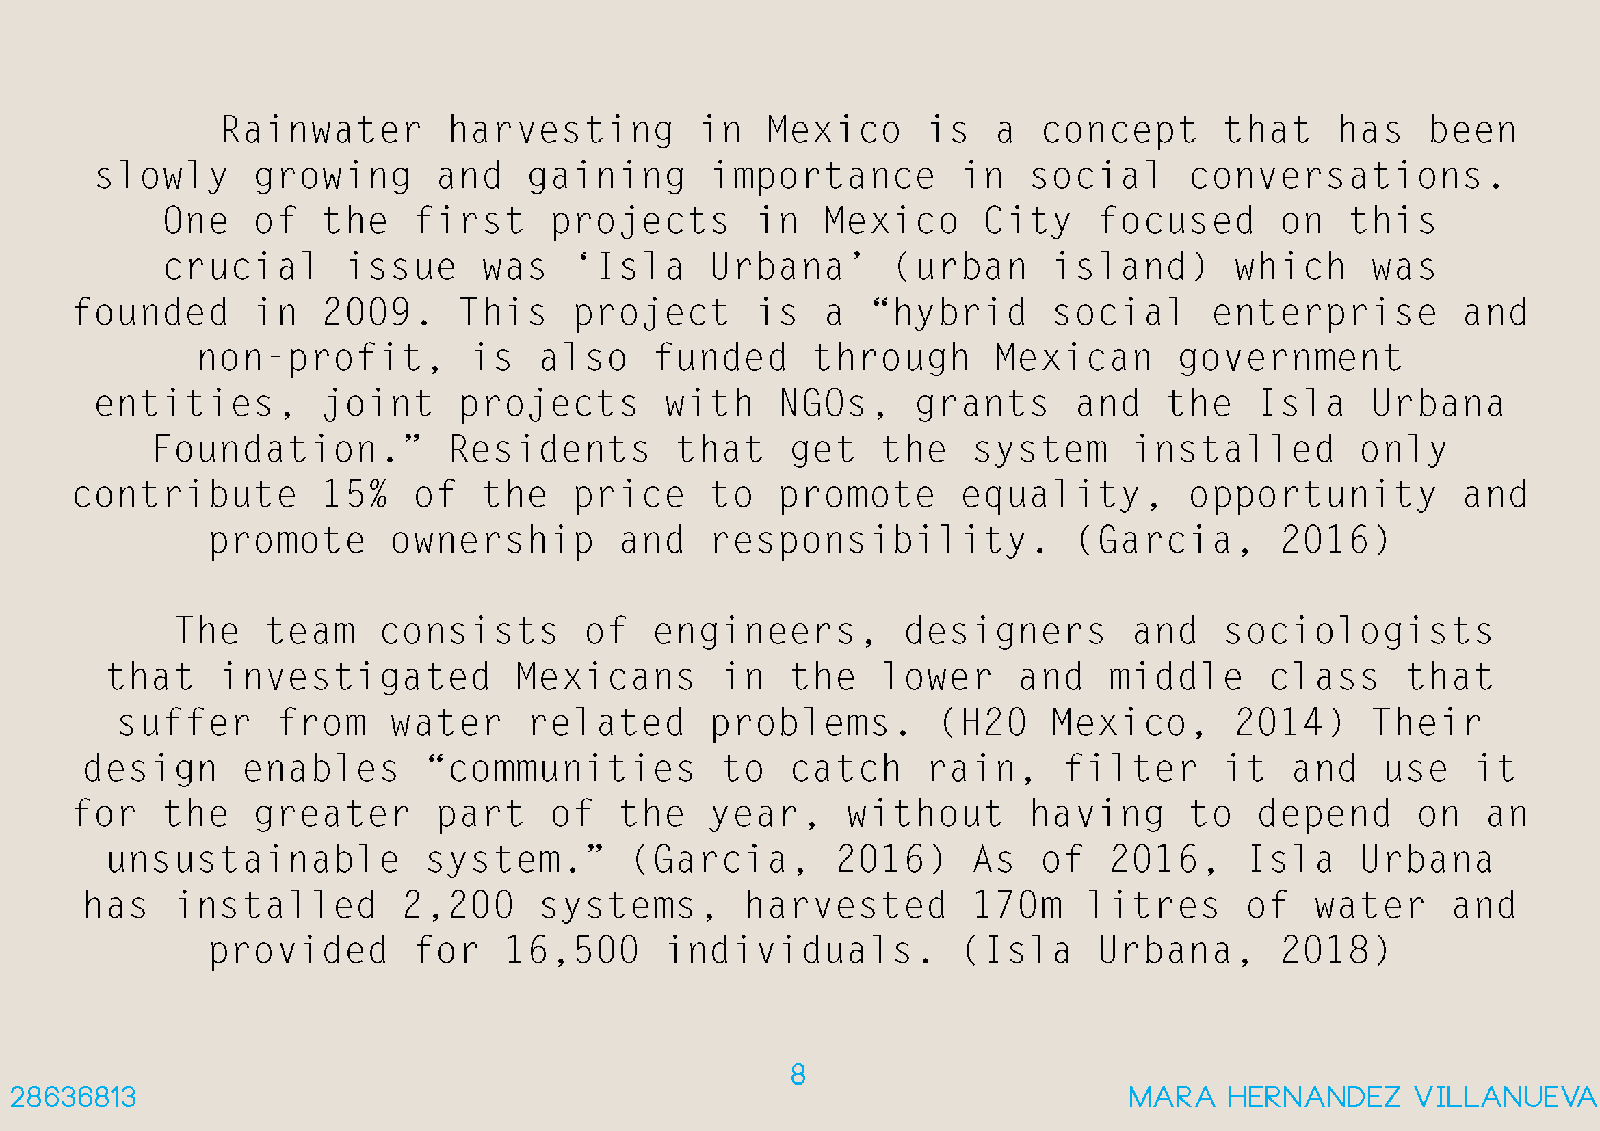 Rainwater harvesting in Mexico is a concept that has been
slowly growing and gaining importance in social conversations.
One of the first projects in Mexico City focused on this
crucial issue was ‘Isla Urbana’ (urban island) which was
founded in 2009. This project is a “hybrid social enterprise and
non-profit, is also funded through Mexican government
entities, joint projects with NGOs, grants and the Isla Urbana
Foundation.” Residents that get the system installed only
contribute 15% of the price to promote equality, opportunity and
promote ownership and responsibility. (Garcia, 2016)

The team consists of engineers, designers and sociologists
that investigated Mexicans in the lower and middle class that
suffer from water related problems. (H2O Mexico, 2014) Their
design enables “communities to catch rain, filter it and use it
for the greater part of the year, without having to depend on an
unsustainable system.” (Garcia, 2016) As of 2016, Isla Urbana
has installed 2,200 systems, harvested 170m litres of water and
provided for 16,500 individuals. (Isla Urbana, 2018)

8
28636813
MARA HERNANDEZ VILLANUEVA